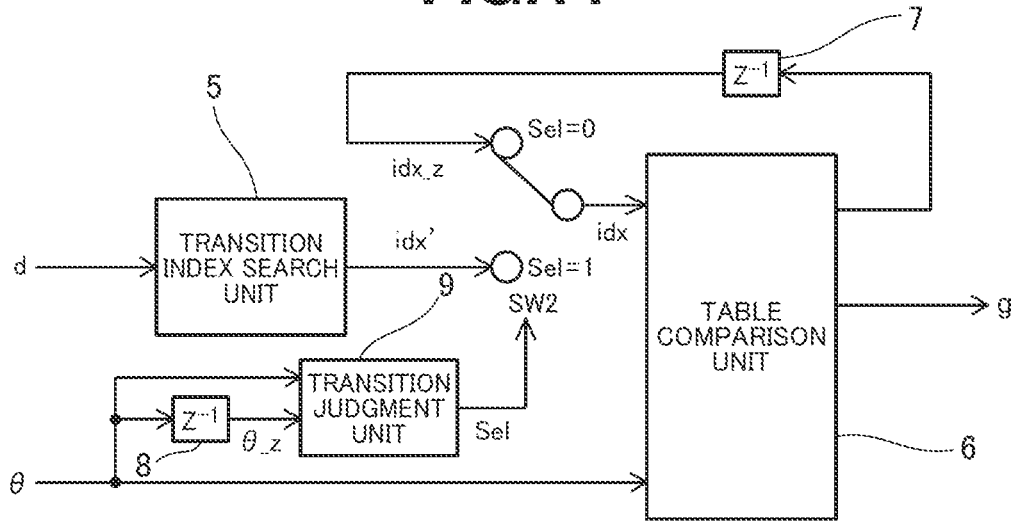 7
Z⁻¹
5
Sel=0
idx_z
idx
TRANSITION
INDEX SEARCH
UNIT
d
idx'
Sel=1
9
SW2
TABLE
COMPARISON
UNIT
g
TRANSITION
JUDGMENT
UNIT
Z⁻¹
θ_z
Sel
8
6
θ